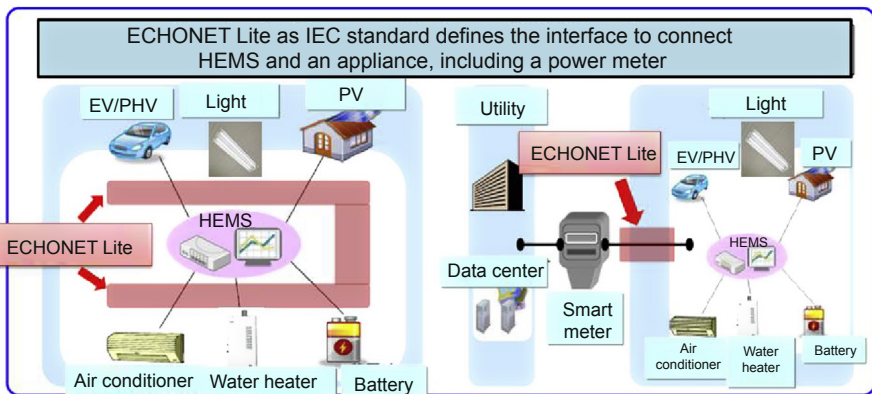 ECHONET Lite as IEC standard defines the interface to connect
HEMS and an appliance, including a power meter
EV/PHV
Light
PV
HEMS
ECHONET Lite
Air conditioner
Water heater
Battery
Utility
ECHONET Lite
Data center
Smart
meter
Light
EV/PHV
PV
HEMS
Air
conditioner
Water
heater
Battery